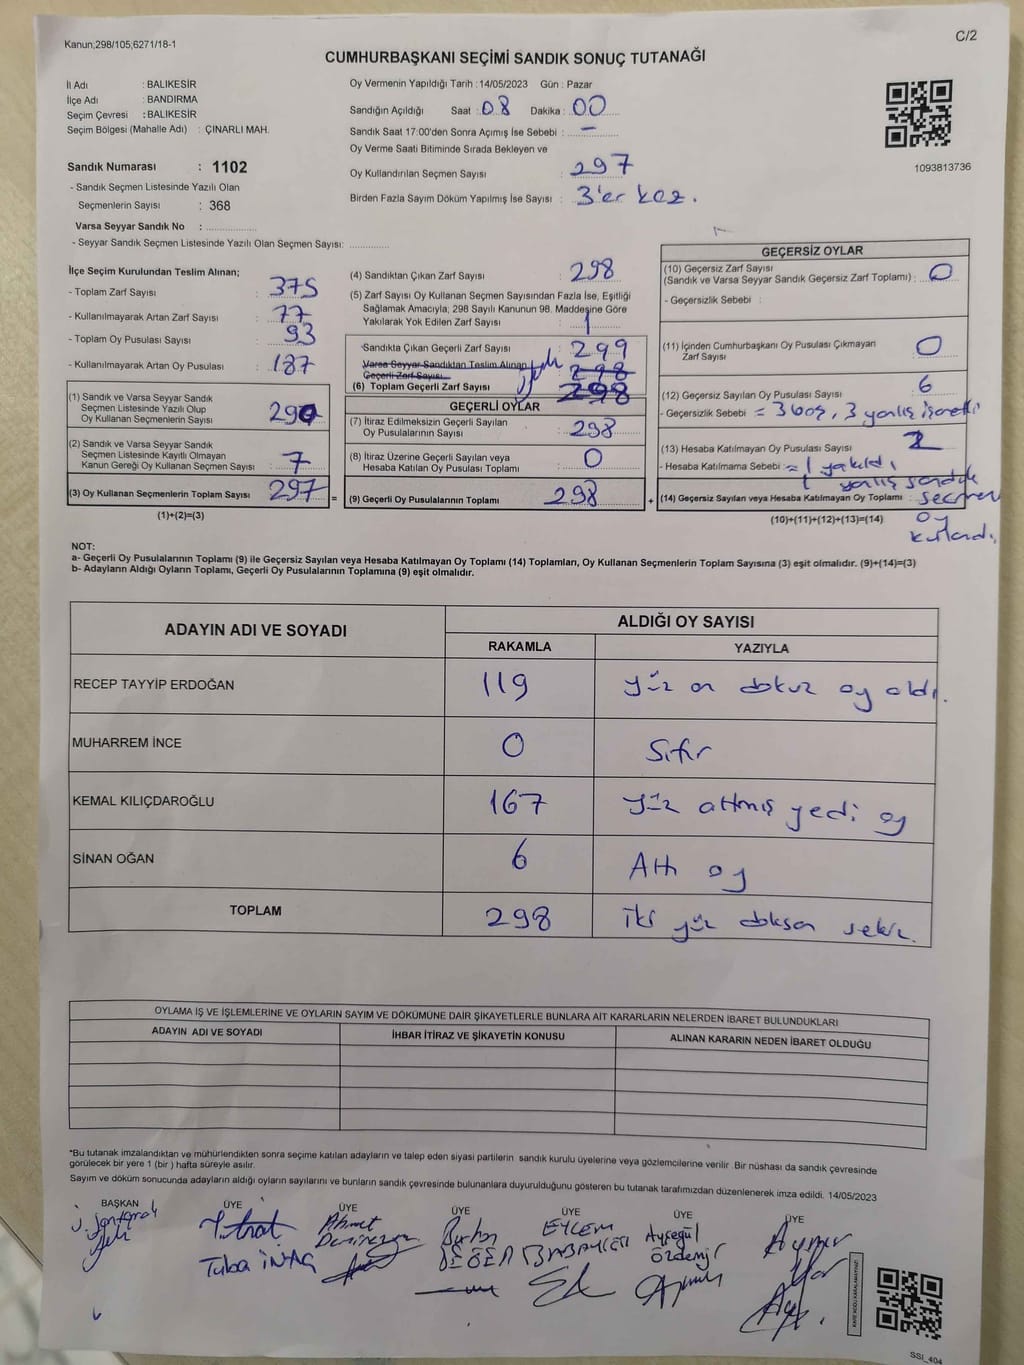 Kanun;298/105,6271/18-1
C/2
CUMHURBAŞKANI SEÇİMİ SANDIK SONUÇ TUTANAĞI
İl Adı : BALIKESİR
İlçe Adı : BANDIRMA
Seçim Çevresi : BALIKESİR
Seçim Bölgesi (Mahalle Adı) : ÇINARLI MAH.
Sandık Numarası : 1102
- Sandık Seçmen Listesinde Yazılı Olan
Seçmenlerin Sayısı : 368
Varsa Seyyar Sandık No :
- Seyyar Sandık Seçmen Listesinde Yazılı Olan Seçmen Sayısı:
Oy Vermenin Yapıldığı Tarih : 14/05/2023 Gün : Pazar
Sandığın Açıldığı Saat : 08 Dakika : 00
Sandık Saat 17:00'den Sonra Açımış İse Sebebi : –
Oy Verme Saati Bitiminde Sırada Bekleyen ve
Oy Kullandırılan Seçmen Sayısı : 297
Birden Fazla Sayım Döküm Yapılmış İse Sayısı : 3'er kez.
1093813736
İlçe Seçim Kurulundan Teslim Alınan;
- Toplam Zarf Sayısı : 375
- Kullanılmayarak Artan Zarf Sayısı : 77
- Toplam Oy Pusulası Sayısı : 93
- Kullanılmayarak Artan Oy Pusulası :
(1) Sandık ve Varsa Seyyar Sandık
Seçmen Listesinde Yazılı Olup
Oy Kullanan Seçmenlerin Sayısı : 290
(2) Sandık ve Varsa Seyyar Sandık
Seçmen Listesinde Kayıtlı Olmayan
Kanun Gereği Oy Kullanan Seçmen Sayısı : 7
(3) Oy Kullanan Seçmenlerin Toplam Sayısı : 297 =
(1)+(2)=(3)
(4) Sandıktan Çıkan Zarf Sayısı : 298
(5) Zarf Sayısı Oy Kullanan Seçmen Sayısından Fazla İse, Eşitliği
Sağlamak Amacıyla; 298 Sayılı Kanunun 98. Maddesine Göre
Yakılarak Yok Edilen Zarf Sayısı : 1
Sandıkta Çıkan Geçerli Zarf Sayısı : 299
Varsa Seyyar Sandıktan Teslim Alınan
Geçerli Zarf Sayısı : 298
(6) Toplam Geçerli Zarf Sayısı : 298
GEÇERLİ OYLAR
(7) İtiraz Edilmeksizin Geçerli Sayılan
Oy Pusulalarının Sayısı : 298
(8) İtiraz Üzerine Geçerli Sayılan veya
Hesaba Katılan Oy Pusulası Toplamı : 0
(9) Geçerli Oy Pusulalarının Toplamı : 298 +
GEÇERSİZ OYLAR
(10) Geçersiz Zarf Sayısı
(Sandık ve Varsa Seyyar Sandık Geçersiz Zarf Toplamı) : 0
- Geçersizlik Sebebi :
(11) İçinden Cumhurbaşkanı Oy Pusulası Çıkmayan
Zarf Sayısı : 0
(12) Geçersiz Sayılan Oy Pusulası Sayısı : 6
- Geçersizlik Sebebi = 3 boş, 3 yanlış işaretli
(13) Hesaba Katılmayan Oy Pusulası Sayısı : 2
- Hesaba Katılmama Sebebi = 1 yakıldı,
1 yanlış sandık
(14) Geçersiz Sayılan veya Hesaba Katılmayan Oy Toplamı : seçmen
(10)+(11)+(12)+(13)=(14) oy
kullandı.
NOT:
a- Geçerli Oy Pusulalarının Toplamı (9) ile Geçersiz Sayılan veya Hesaba Katılmayan Oy Toplamı (14) Toplamları, Oy Kullanan Seçmenlerin Toplam Sayısına (3) eşit olmalıdır. (9)+(14)=(3)
b- Adayların Aldığı Oyların Toplamı, Geçerli Oy Pusulalarının Toplamına (9) eşit olmalıdır.
ADAYIN ADI VE SOYADI
ALDIĞI OY SAYISI
RAKAMLA YAZIYLA
RECEP TAYYİP ERDOĞAN 119 yüz on dokuz oy aldı.
MUHARREM İNCE 0 Sıfır
KEMAL KILIÇDAROĞLU 167 yüz altmış yedi oy
SİNAN OĞAN 6 Altı oy
TOPLAM 298 iki yüz doksan sekiz.
OYLAMA İŞ VE İŞLEMLERİNE VE OYLARIN SAYIM VE DÖKÜMÜNE DAİR ŞİKAYETLERLE BUNLARA AİT KARARLARIN NELERDEN İBARET BULUNDUKLARI
ADAYIN ADI VE SOYADI İHBAR İTİRAZ VE ŞİKAYETİN KONUSU ALINAN KARARIN NEDEN İBARET OLDUĞU
*Bu tutanak imzalandıktan ve mühürlendikten sonra seçime katılan adayların ve talep eden siyasi partilerin sandık kurulu üyelerine veya gözlemcilerine verilir. Bir nüshası da sandık çevresinde
görülecek bir yere 1 (bir ) hafta süreyle asılır.
Sayım ve döküm sonucunda adayların aldığı oyların sayılarını ve bunların sandık çevresinde bulunanlara duyurulduğunu gösteren bu tutanak tarafımızdan düzenlenerek imza edildi. 14/05/2023
BAŞKAN ÜYE ÜYE ÜYE ÜYE ÜYE ÜYE
Tuba İNAÇ
Ahmet
EYLEM
Ayşegül
Özdemir
SSİ_404